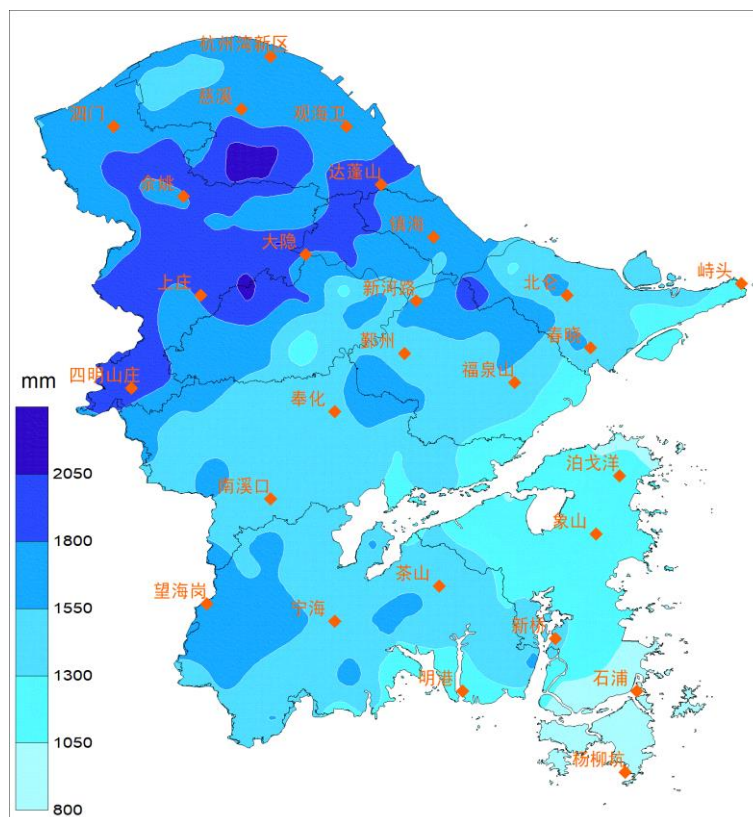 杭州湾新区
慈溪
泗门
观海卫
达蓬山
余姚
镇海
大隐
上庄
新河路
北仑
峙头
鄞州
春晓
四明山庄
福泉山
mm
奉化
2050
泊戈洋
南溪口
1800
象山
望海岗
茶山
1550
宁海
新桥
1300
明港
石浦
1050
杨柳坑
800